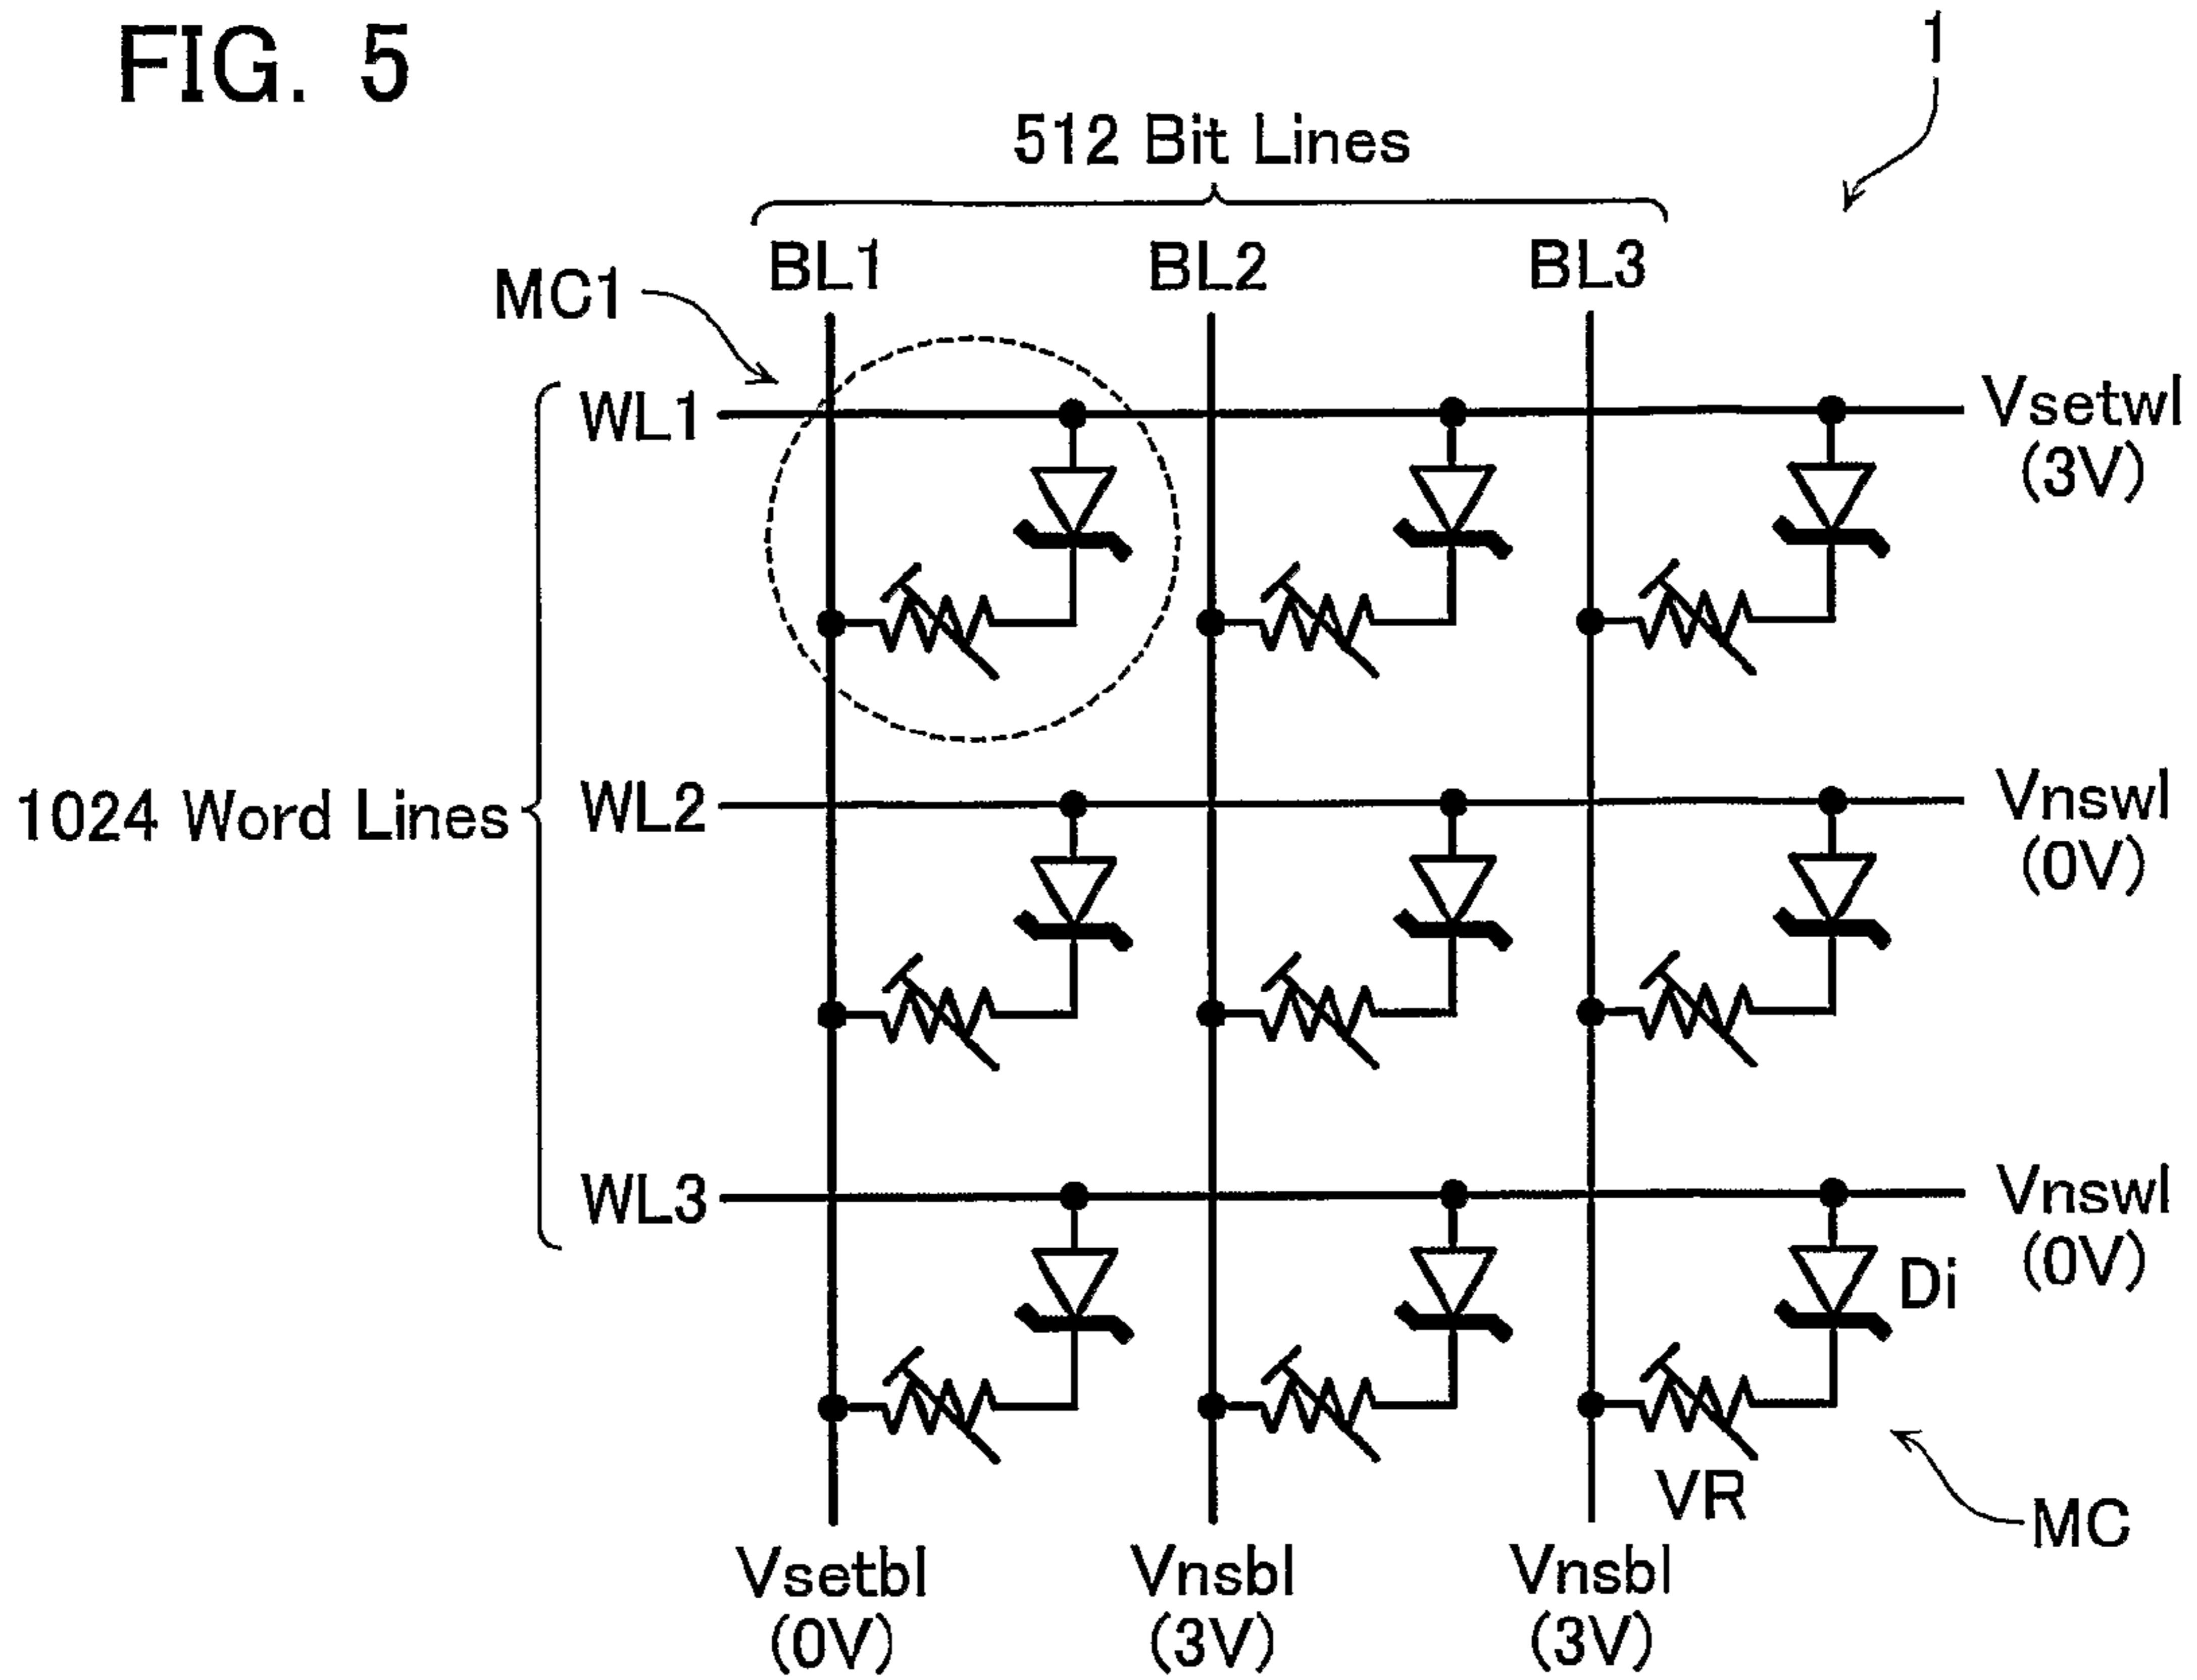 FIG. 5
1
512 Bit Lines
BL1 BL2 BL3
MC1
WL1
Vsetwl
(3V)
1024 Word Lines
WL2
Vnswl
(0V)
WL3
Vnswl
(0V)
Di
VR
MC
Vsetbl
(0V)
Vnsbl
(3V)
Vnsbl
(3V)